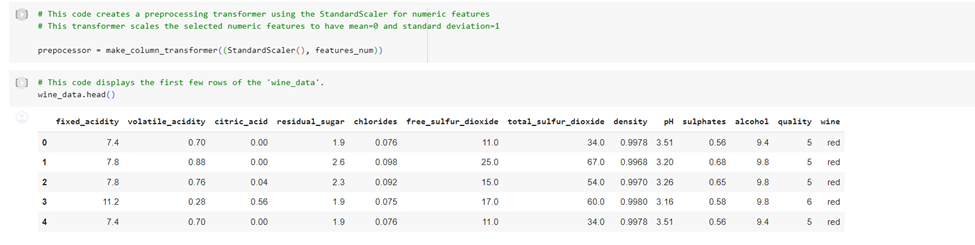 # This code creates a preprocessing transformer using the StandardScaler for numeric features
# This transformer scales the selected numeric features to have mean=0 and standard deviation=1
prepocessor = make_column_transformer((StandardScaler(), features_num))
# This code displays the first few rows of the 'wine_data'.
wine_data.head()
fixed_acidity volatile_acidity citric_acid residual_sugar chlorides free_sulfur_dioxide total_sulfur_dioxide density pH sulphates alcohol quality wine
0 7.4 0.70 0.00 1.9 0.076 11.0 34.0 0.9978 3.51 0.56 9.4 5 red
1 7.8 0.88 0.00 2.6 0.098 25.0 67.0 0.9968 3.20 0.68 9.8 5 red
2 7.8 0.76 0.04 2.3 0.092 15.0 54.0 0.9970 3.26 0.65 9.8 5 red
3 11.2 0.28 0.56 1.9 0.075 17.0 60.0 0.9980 3.16 0.58 9.8 6 red
4 7.4 0.70 0.00 1.9 0.076 11.0 34.0 0.9978 3.51 0.56 9.4 5 red